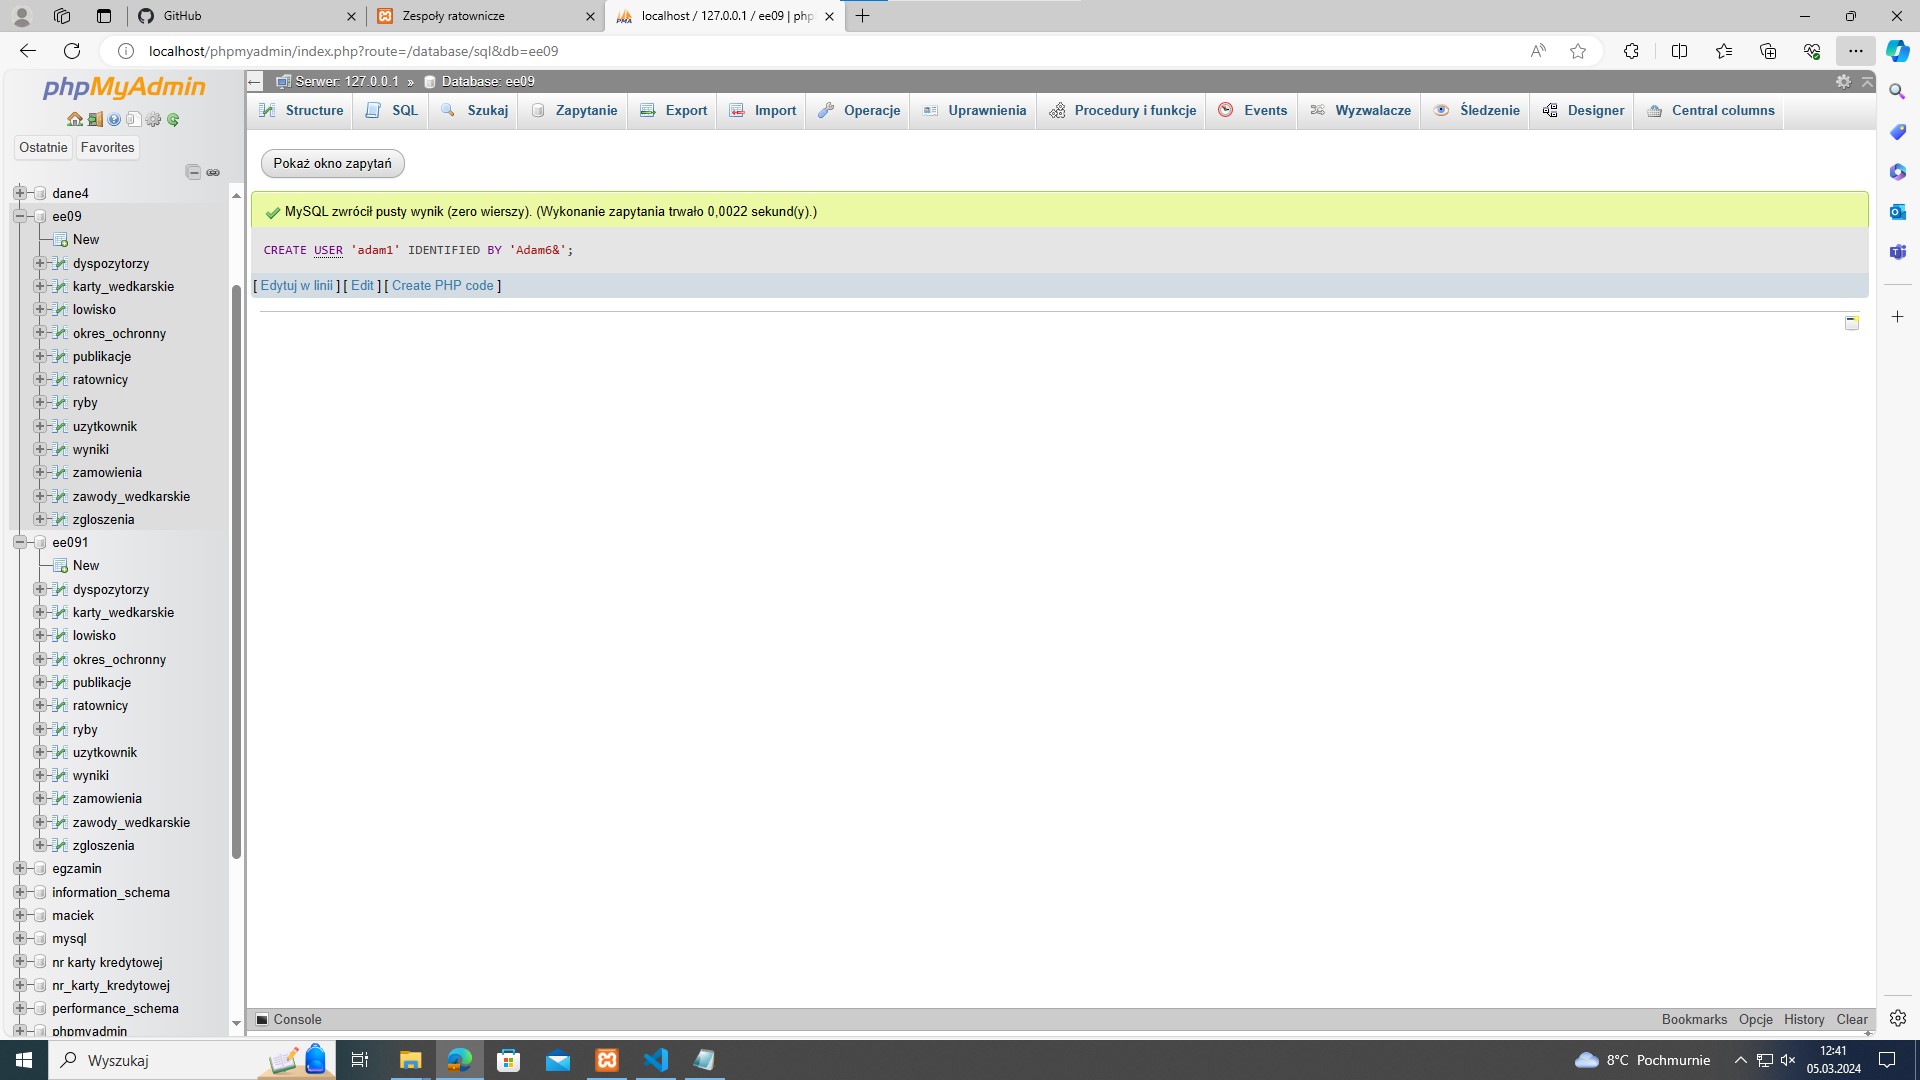 GitHub
Zespoły ratownicze
localhost / 127.0.0.1 / ee09 | php
localhost/phpmyadmin/index.php?route=/database/sql&db=ee09
phpMyAdmin
Ostatnie
Favorites
dane4
ee09
New
dyspozytorzy
karty_wedkarskie
lowisko
okres_ochronny
publikacje
ratownicy
ryby
uzytkownik
wyniki
zamowienia
zawody_wedkarskie
zgloszenia
ee091
New
dyspozytorzy
karty_wedkarskie
lowisko
okres_ochronny
publikacje
ratownicy
ryby
uzytkownik
wyniki
zamowienia
zawody_wedkarskie
zgloszenia
egzamin
information_schema
maciek
mysql
nr karty kredytowej
nr_karty_kredytowej
performance_schema
phpmyadmin
Serwer: 127.0.0.1 » Database: ee09
Structure SQL Szukaj Zapytanie Export Import Operacje Uprawnienia Procedury i funkcje Events Wyzwalacze Śledzenie Designer Central columns
Pokaż okno zapytań
MySQL zwrócił pusty wynik (zero wierszy). (Wykonanie zapytania trwało 0,0022 sekund(y).)
CREATE USER 'adam1' IDENTIFIED BY 'Adam6&';
[ Edytuj w linii ] [ Edit ] [ Create PHP code ]
Console
Bookmarks Opcje History Clear
Wyszukaj
8°C Pochmurnie
12:41
05.03.2024